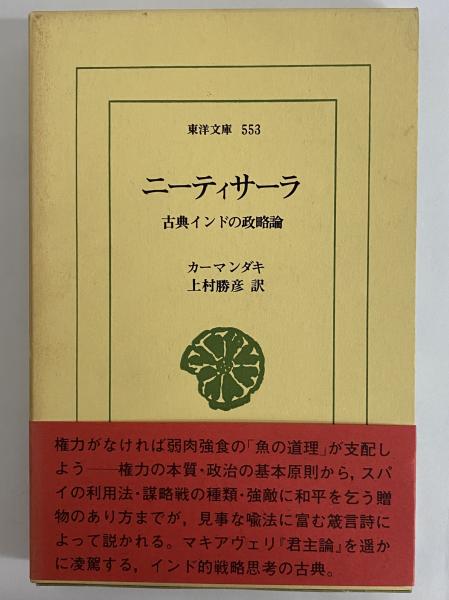 東洋文庫 553
ニーティサーラ
古典インドの政略論
カーマンダキ
上村勝彦 訳
権力がなければ弱肉強食の「魚の道理」が支配し
よう――権力の本質・政治の基本原則から，スパ
イの利用法・謀略戦の種類・強敵に和平を乞う贈
物のあり方までが，見事な喩法に富む箴言詩に
よって説かれる。マキアヴェリ『君主論』を遥か
に凌駕する，インド的戦略思考の古典。